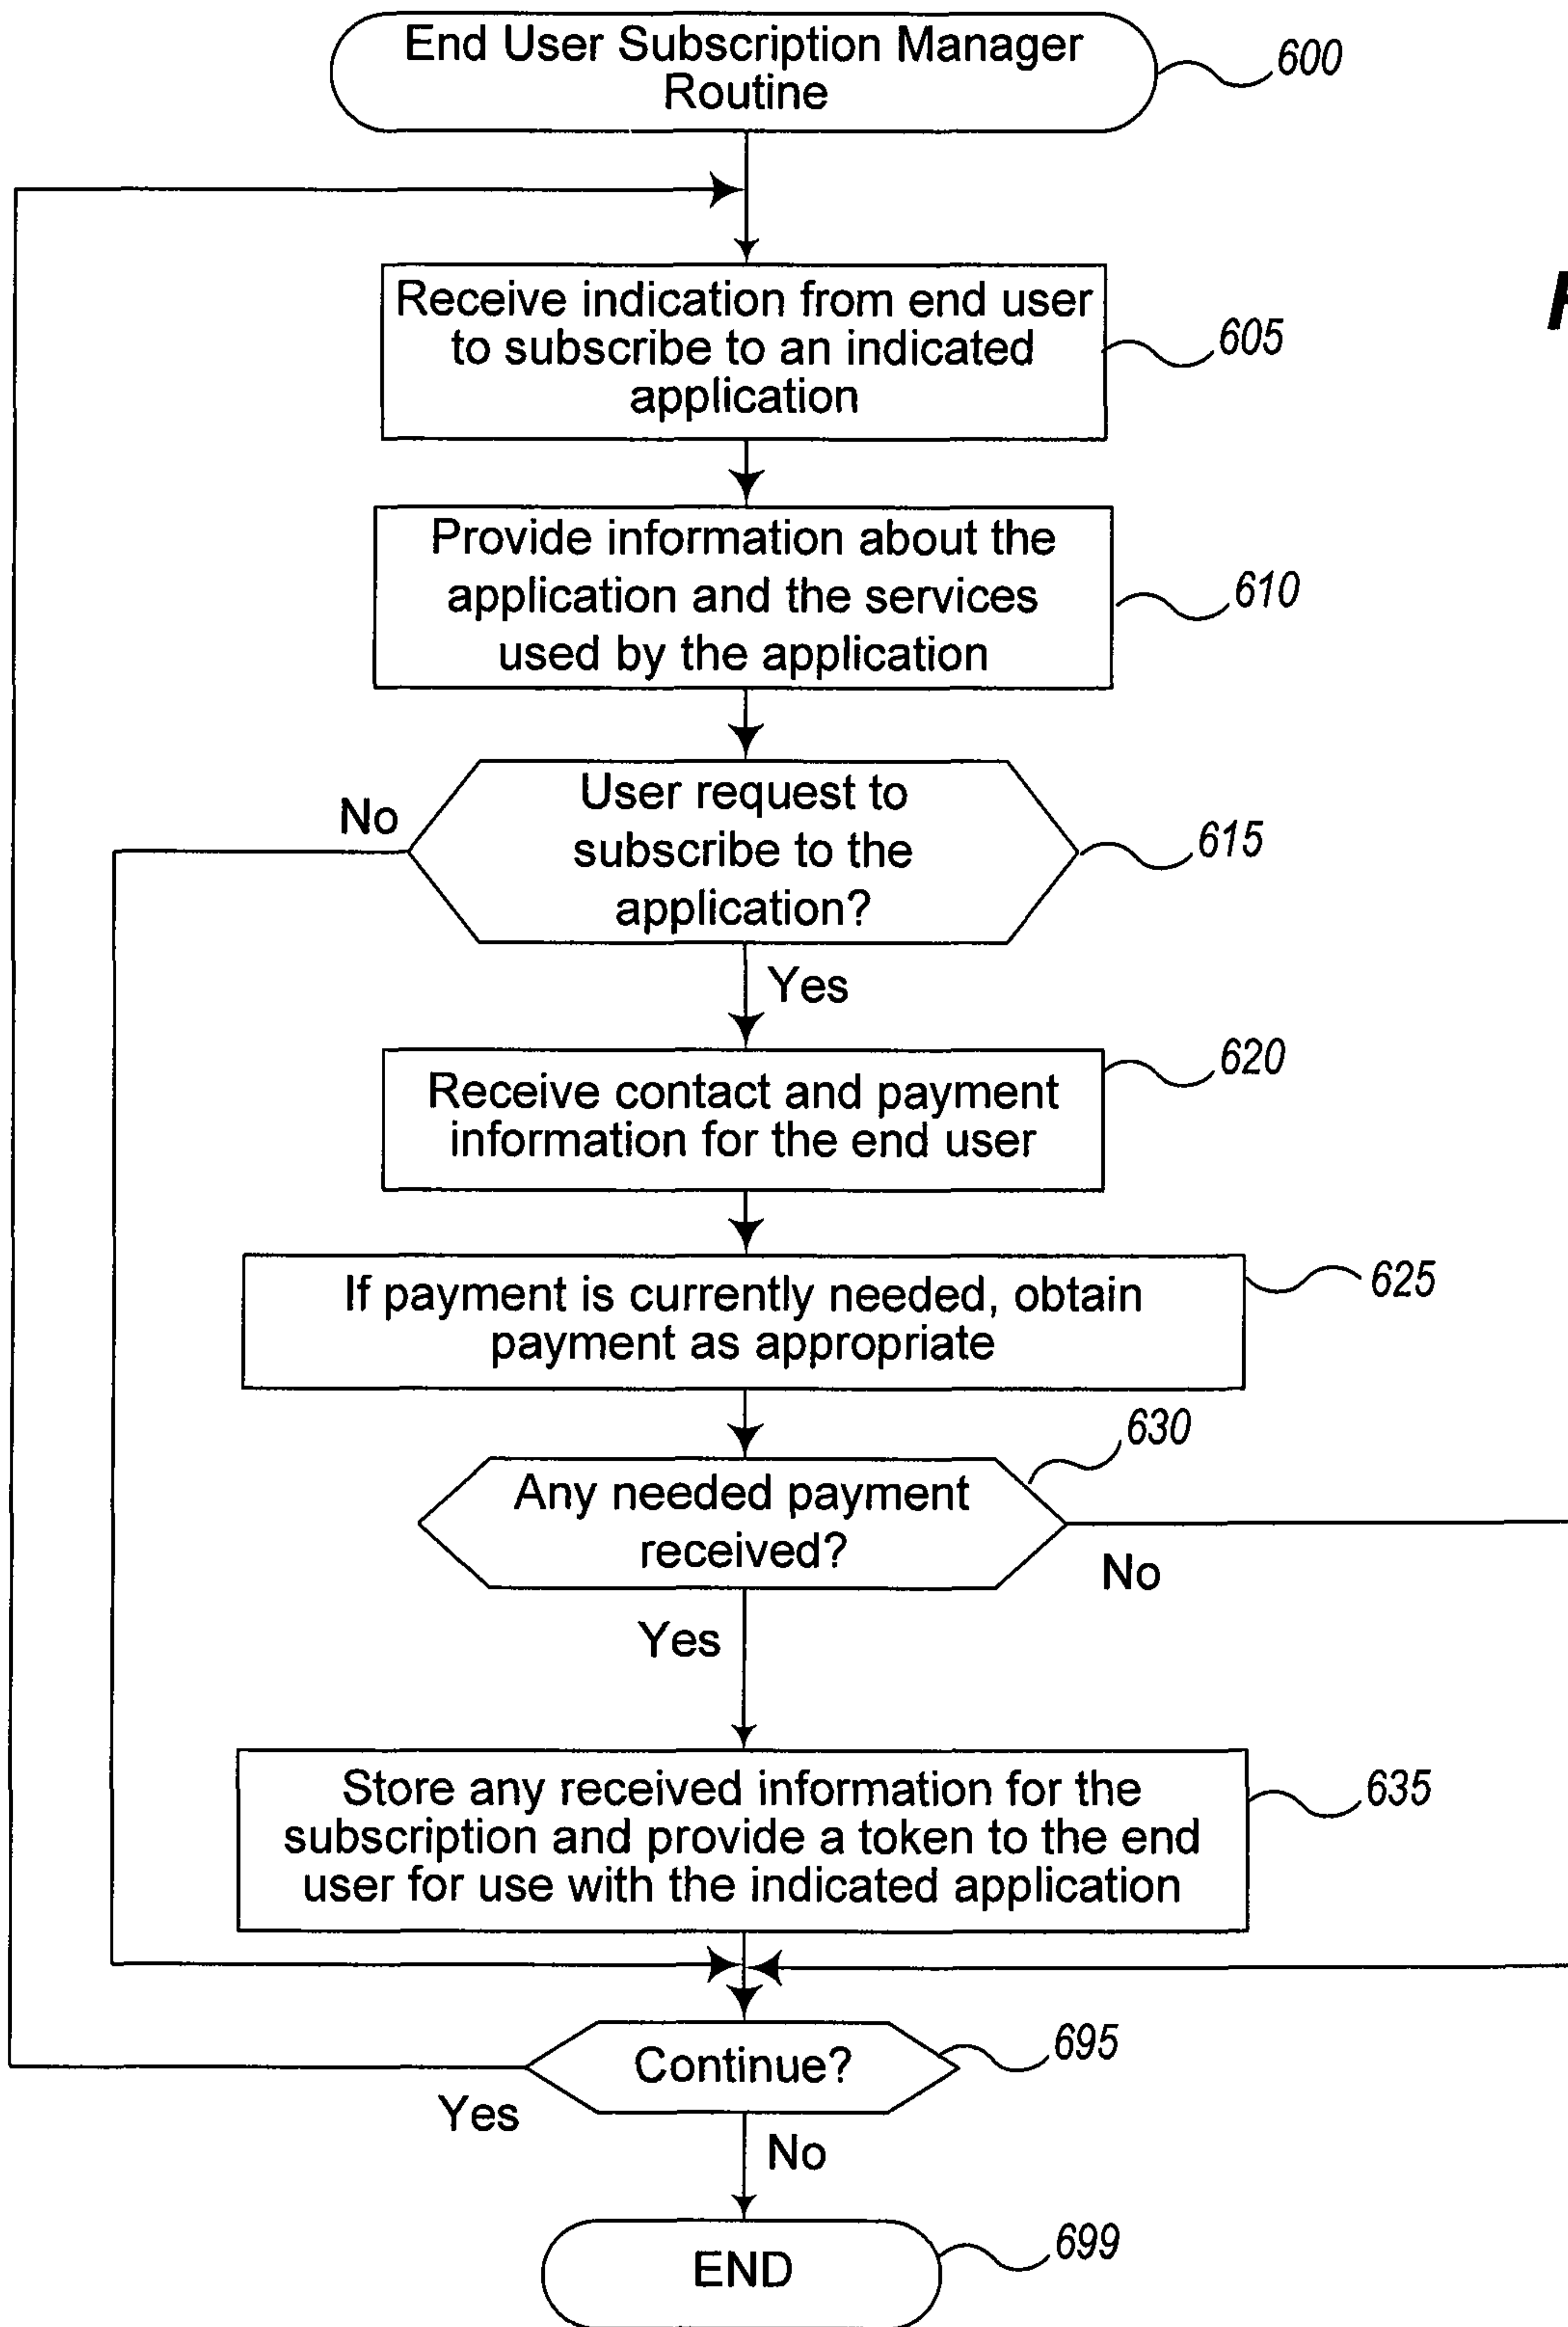 End User Subscription Manager
Routine
600
Receive indication from end user
to subscribe to an indicated
application
605
Provide information about the
application and the services
used by the application
610
No
User request to
subscribe to the
application?
615
Yes
620
Receive contact and payment
information for the end user
625
If payment is currently needed, obtain
payment as appropriate
630
Any needed payment
received?
No
Yes
Store any received information for the
subscription and provide a token to the end
user for use with the indicated application
635
Continue?
695
Yes
No
END
699